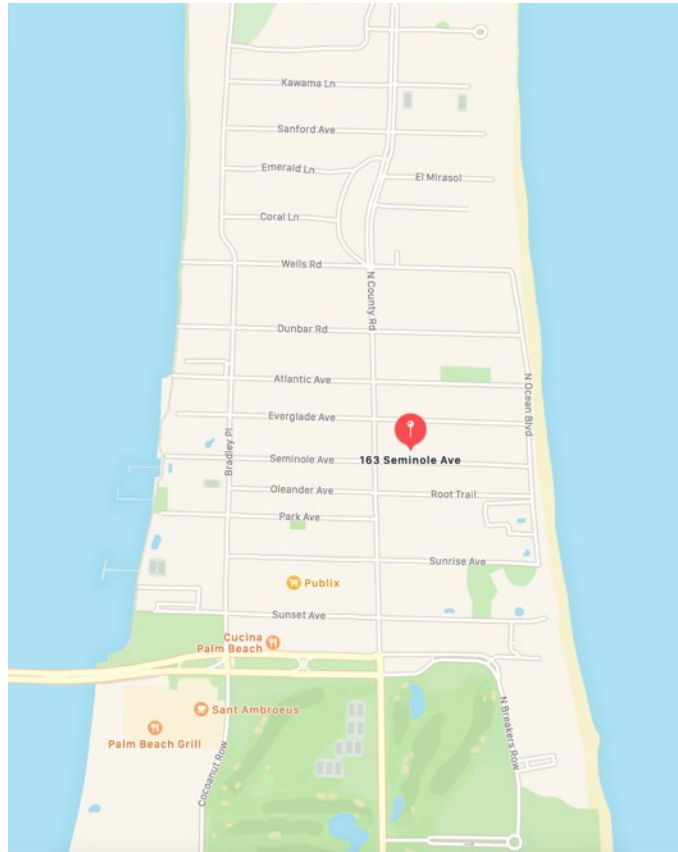 Kawama Ln
Sanford Ave
Emerald Ln
El Mirasol
Coral Ln
Wells Rd
N County Rd
Dunbar Rd
Atlantic Ave
N Ocean Blvd
Everglade Ave
Bradley Pl
Seminole Ave
163 Seminole Ave
Oleander Ave
Root Trail
Park Ave
Sunrise Ave
Publix
Sunset Ave
Cucina
Palm Beach
Sant Ambroeus
N Breakers Row
Palm Beach Grill
Cocoanut Row